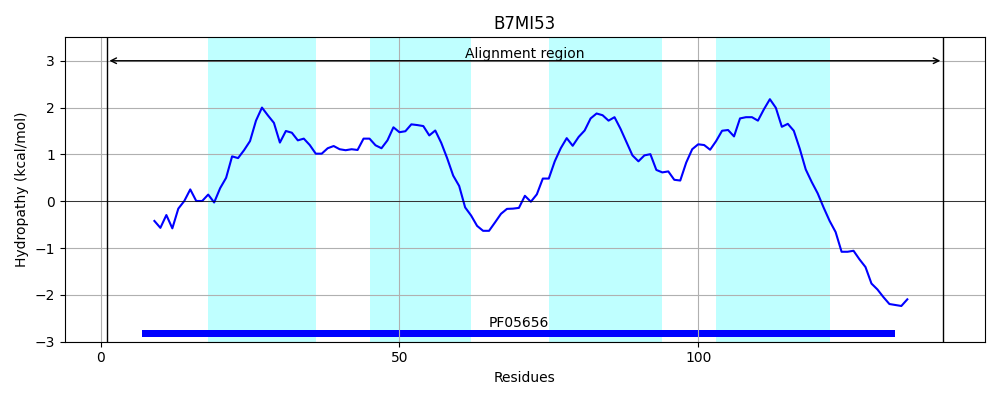 B7MI53
Alignment region
3
2
1
0
−1
−2
−3
Hydropathy (kcal/mol)
PF05656
0
50
100
Residues